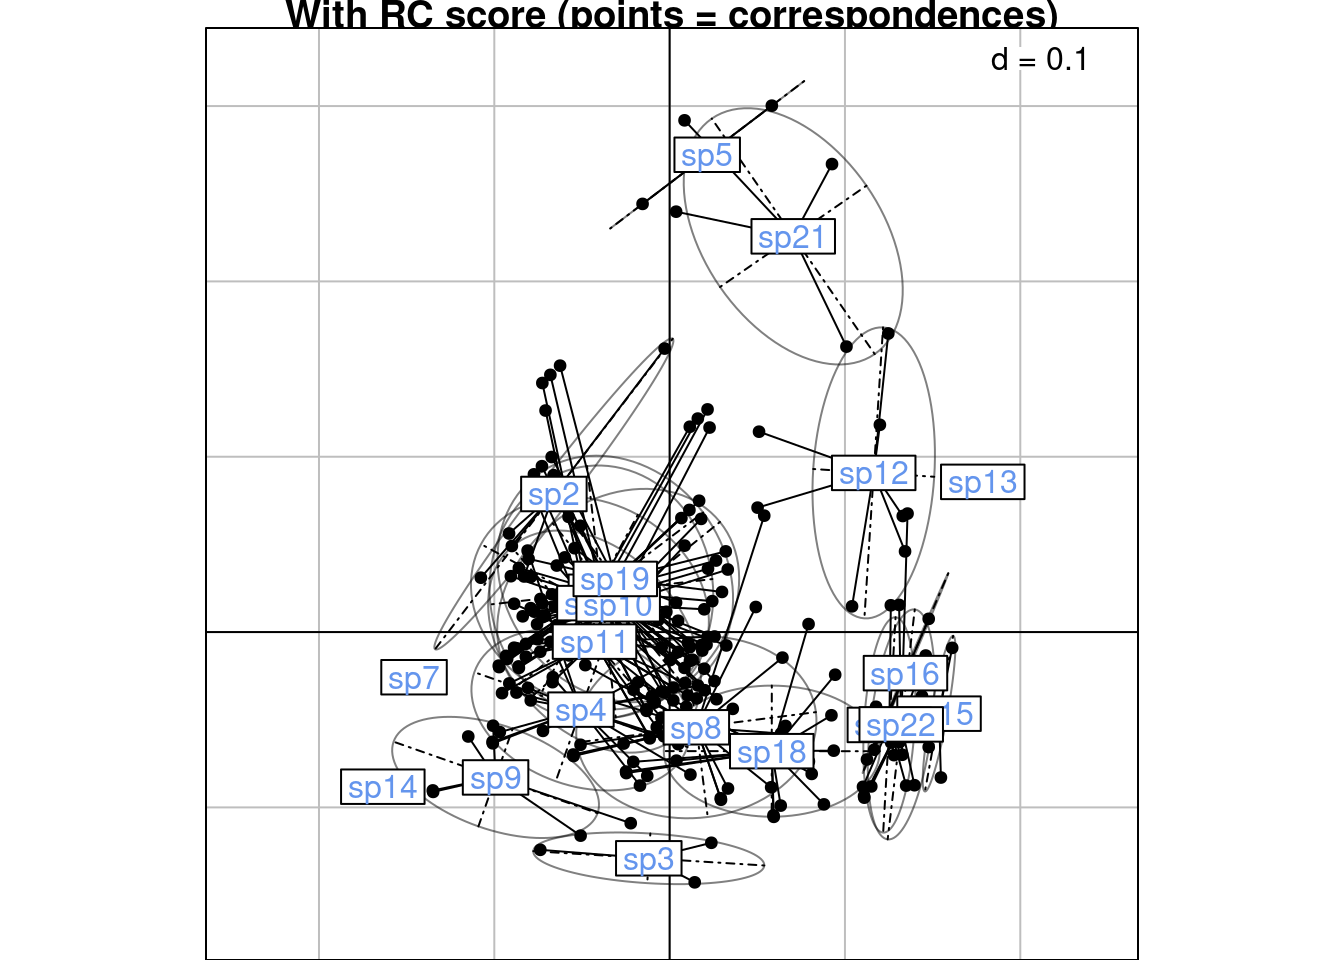 With RC score (points = correspondences)
d = 0.1
sp5
sp21
sp12
sp13
sp2
sp19
sp10
sp11
sp16
sp7
sp4
15
sp22
sp8
sp18
sp9
sp14
sp3